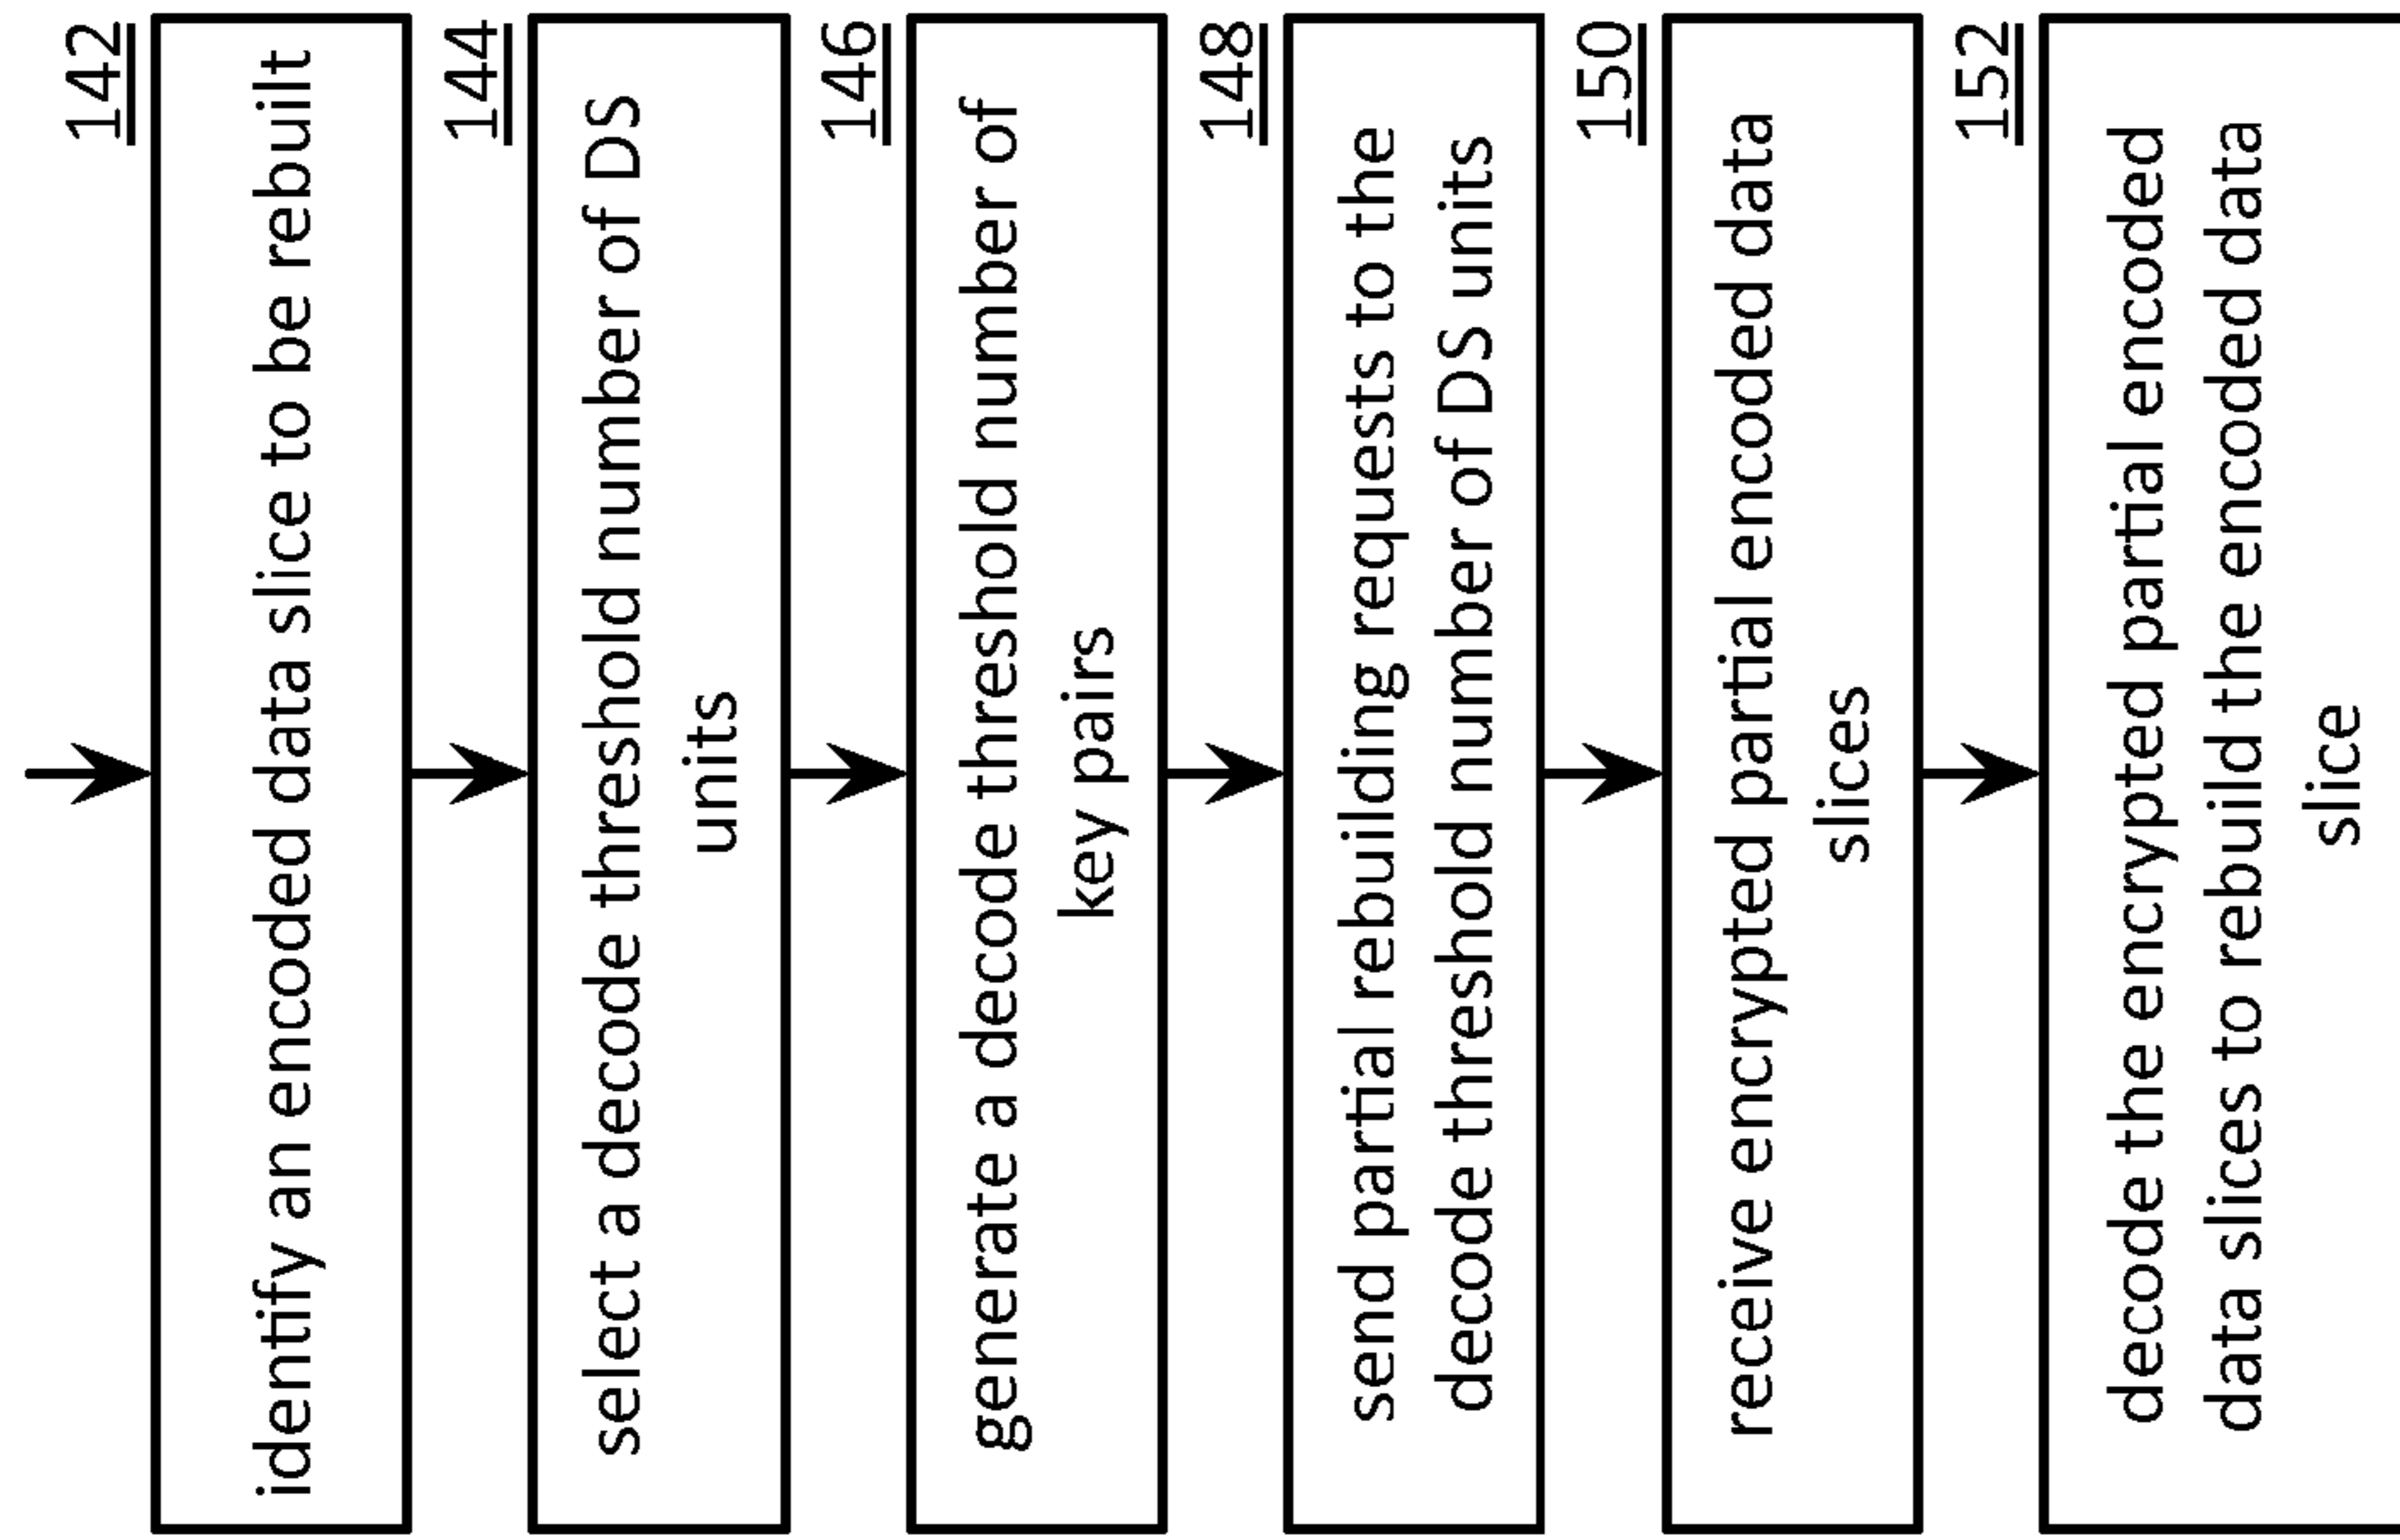 142
identify an encoded data slice to be rebuilt
144
select a decode threshold number of DS
units
146
generate a decode threshold number of
key pairs
148
send partial rebuilding requests to the
decode threshold number of DS units
150
receive encrypted partial encoded data
slices
152
decode the encrypted partial encoded
data slices to rebuild the encoded data
slice